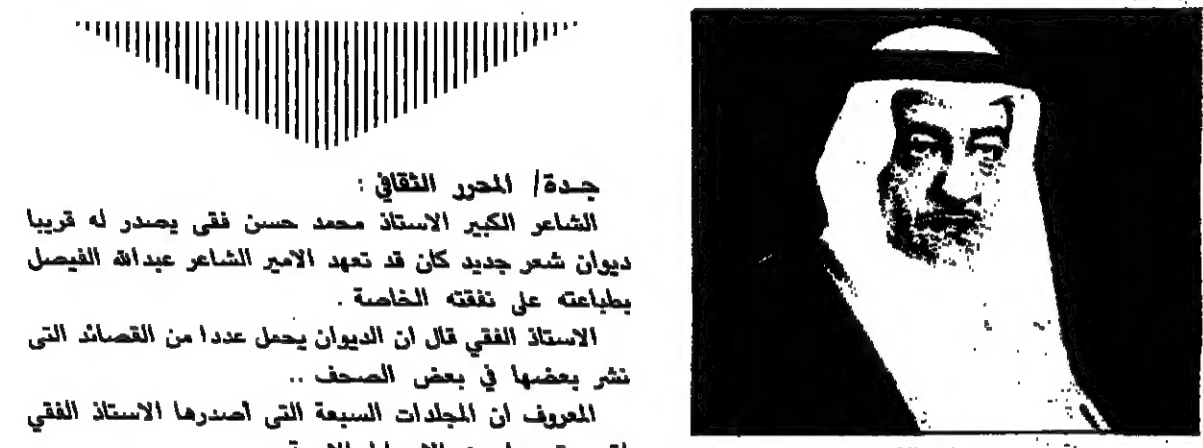 جدة/ المحرر الثقافي :
الشاعر الكبير الاستاذ محمد حسن فقى يصدر له قريبا
ديوان شعر جديد كان قد تعهد الامير الشاعر عبدالله الفيصل
بطباعته على نفقته الخاصة .
الاستاذ الفقي قال ان الديوان يحمل عددا من القصائد التى
نشر بعضها في بعض الصحف ..
المعروف ان المجلدات السبعة التى أصدرها الاستاذ الفقي